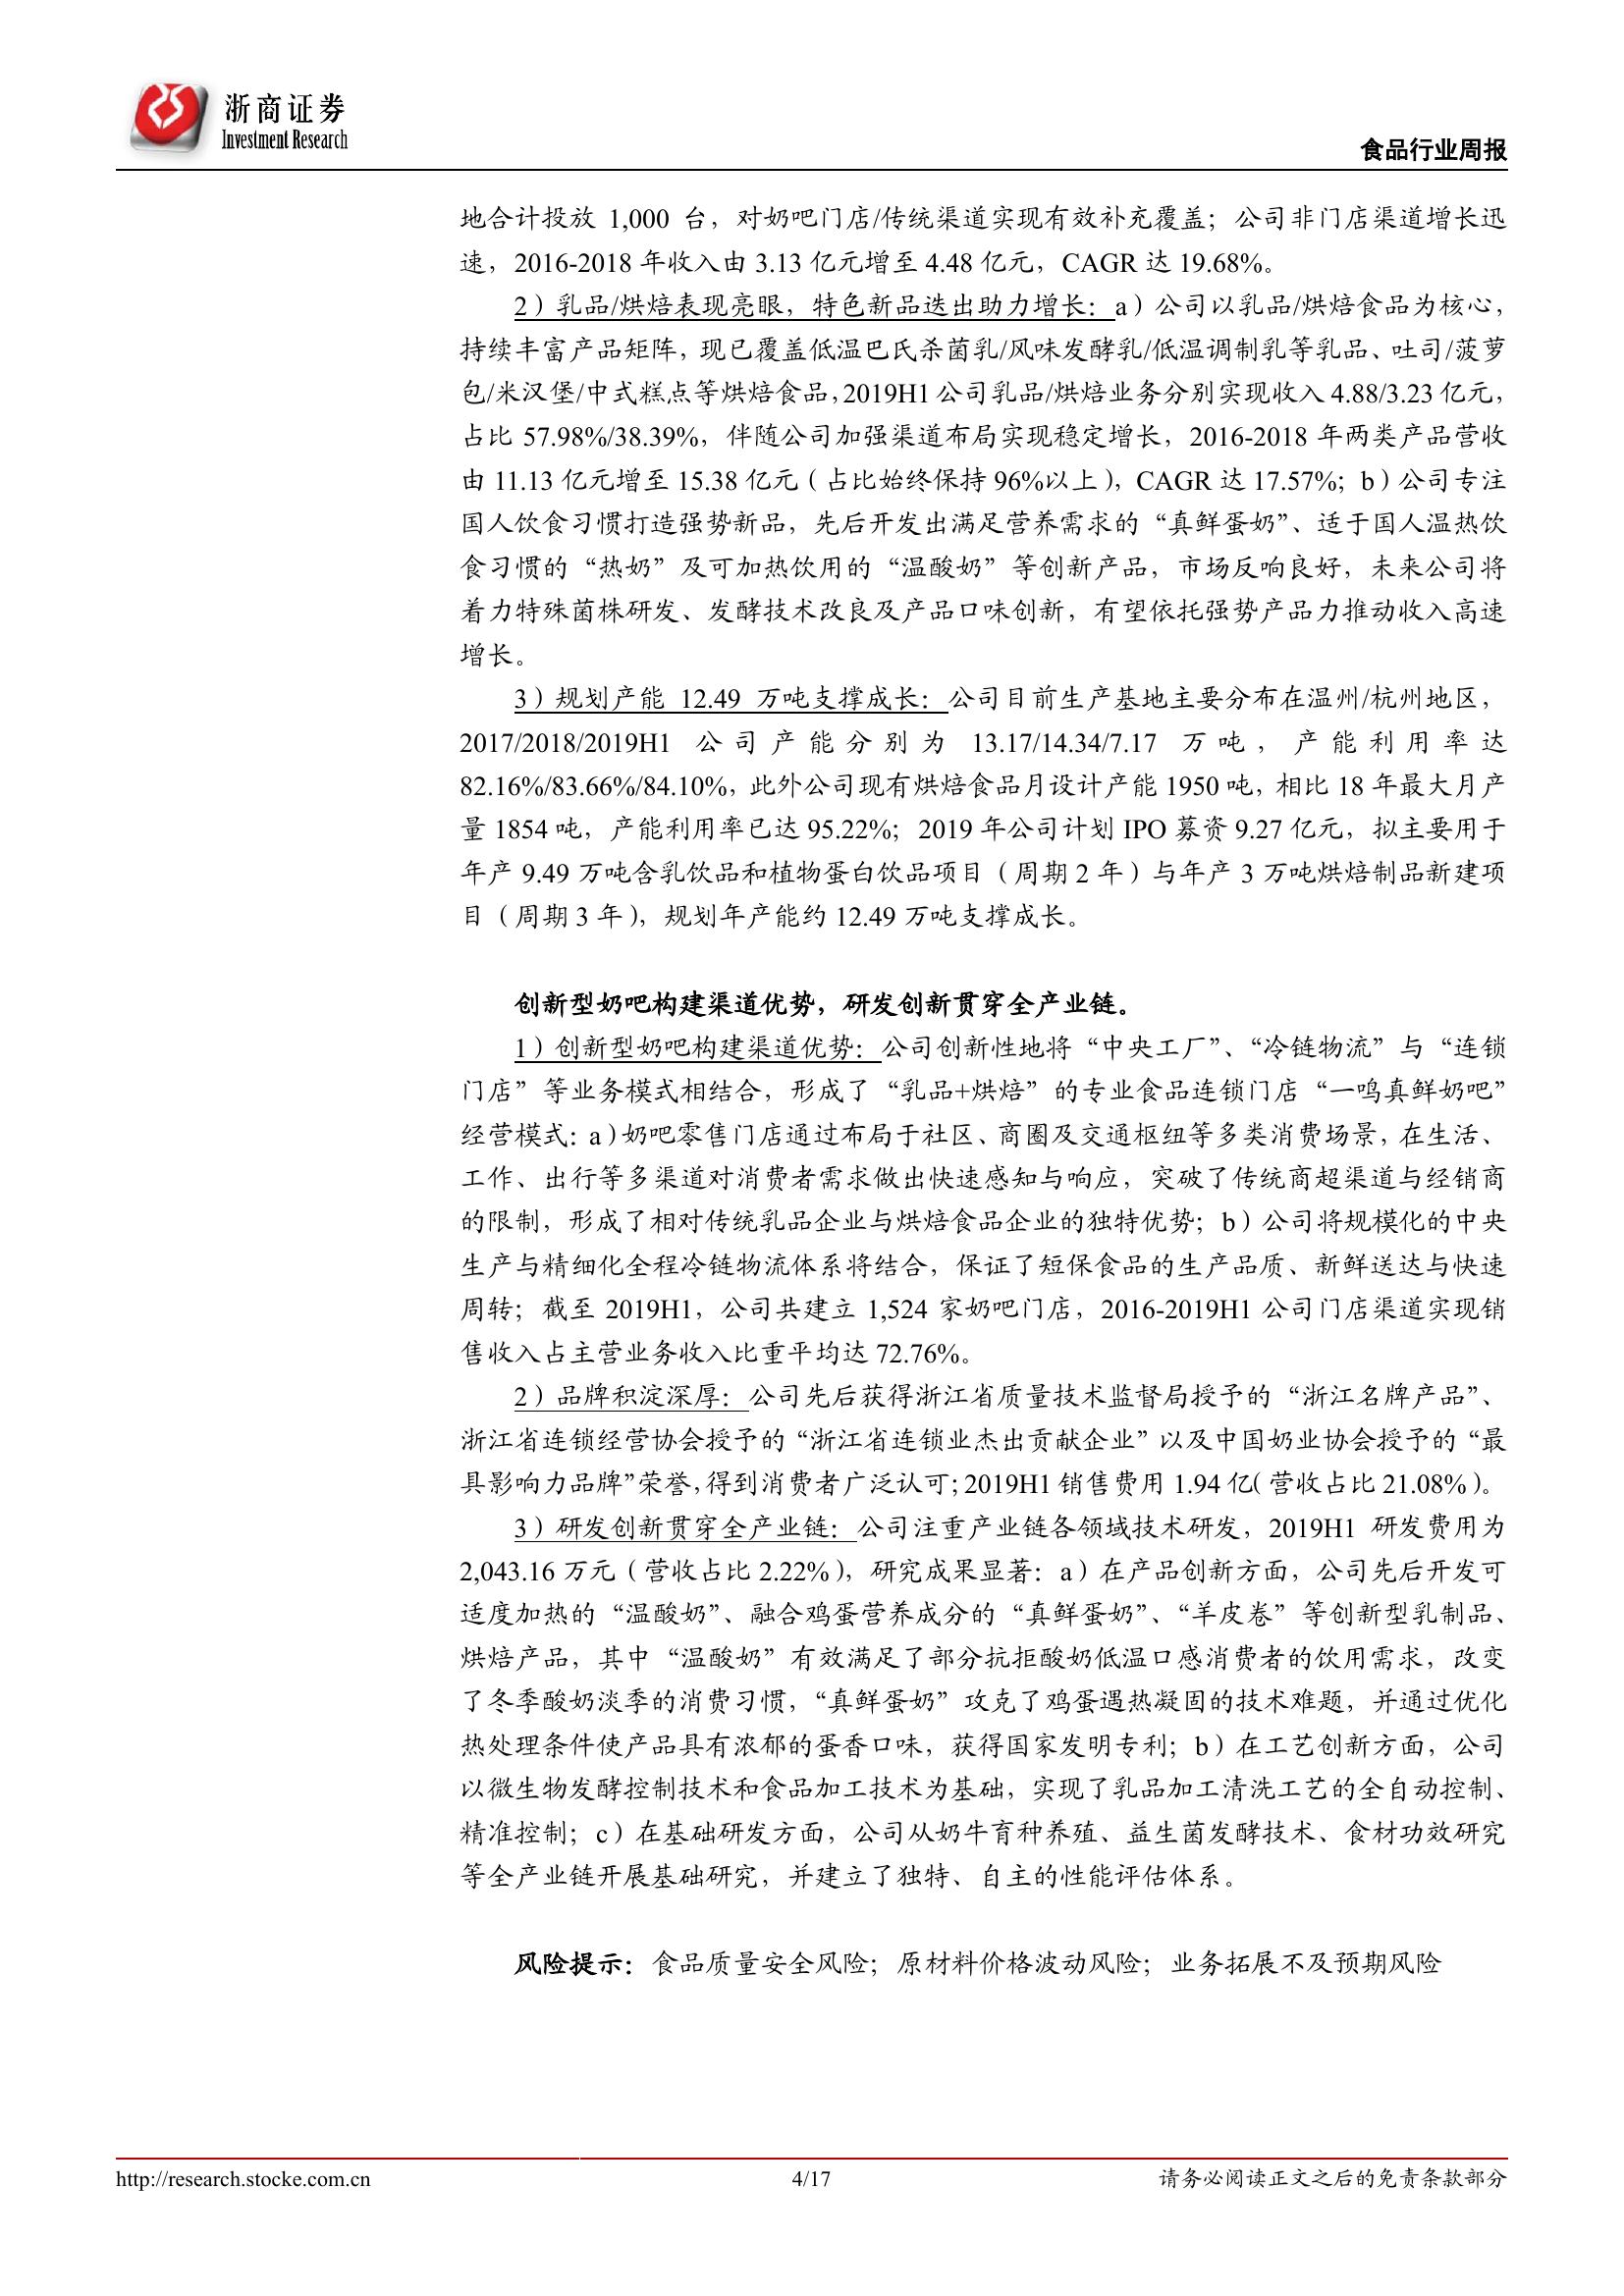 浙商证券
Investment Research
食品行业周报
地合计投放 1,000 台，对奶吧门店/传统渠道实现有效补充覆盖；公司非门店渠道增长迅
速，2016-2018 年收入由 3.13 亿元增至 4.48 亿元，CAGR 达 19.68%。
2）乳品/烘焙表现亮眼，特色新品迭出助力增长：a）公司以乳品/烘焙食品为核心，
持续丰富产品矩阵，现已覆盖低温巴氏杀菌乳/风味发酵乳/低温调制乳等乳品、吐司/菠萝
包/米汉堡/中式糕点等烘焙食品，2019H1 公司乳品/烘焙业务分别实现收入 4.88/3.23 亿元，
占比 57.98%/38.39%，伴随公司加强渠道布局实现稳定增长，2016-2018 年两类产品营收
由 11.13 亿元增至 15.38 亿元（占比始终保持 96%以上），CAGR 达 17.57%；b）公司专注
国人饮食习惯打造强势新品，先后开发出满足营养需求的“真鲜蛋奶”、适于国人温热饮
食习惯的“热奶”及可加热饮用的“温酸奶”等创新产品，市场反响良好，未来公司将
着力特殊菌株研发、发酵技术改良及产品口味创新，有望依托强势产品力推动收入高速
增长。
3）规划产能 12.49 万吨支撑成长：公司目前生产基地主要分布在温州/杭州地区，
2017/2018/2019H1 公司产能分别为 13.17/14.34/7.17 万吨，产能利用率达
82.16%/83.66%/84.10%，此外公司现有烘焙食品月设计产能 1950 吨，相比 18 年最大月产
量 1854 吨，产能利用率已达 95.22%；2019 年公司计划 IPO 募资 9.27 亿元，拟主要用于
年产 9.49 万吨含乳饮品和植物蛋白饮品项目（周期 2 年）与年产 3 万吨烘焙制品新建项
目（周期 3 年），规划年产能约 12.49 万吨支撑成长。
创新型奶吧构建渠道优势，研发创新贯穿全产业链。
1）创新型奶吧构建渠道优势：公司创新性地将“中央工厂”、“冷链物流”与“连锁
门店”等业务模式相结合，形成了“乳品+烘焙”的专业食品连锁门店“一鸣真鲜奶吧”
经营模式：a）奶吧零售门店通过布局于社区、商圈及交通枢纽等多类消费场景，在生活、
工作、出行等多渠道对消费者需求做出快速感知与响应，突破了传统商超渠道与经销商
的限制，形成了相对传统乳品企业与烘焙食品企业的独特优势；b）公司将规模化的中央
生产与精细化全程冷链物流体系将结合，保证了短保食品的生产品质、新鲜送达与快速
周转；截至 2019H1，公司共建立 1,524 家奶吧门店，2016-2019H1 公司门店渠道实现销
售收入占主营业务收入比重平均达 72.76%。
2）品牌积淀深厚：公司先后获得浙江省质量技术监督局授予的“浙江名牌产品”、
浙江省连锁经营协会授予的“浙江省连锁业杰出贡献企业”以及中国奶业协会授予的“最
具影响力品牌”荣誉，得到消费者广泛认可；2019H1 销售费用 1.94 亿（营收占比 21.08%）。
3）研发创新贯穿全产业链：公司注重产业链各领域技术研发，2019H1 研发费用为
2,043.16 万元（营收占比 2.22%），研究成果显著：a）在产品创新方面，公司先后开发可
适度加热的“温酸奶”、融合鸡蛋营养成分的“真鲜蛋奶”、“羊皮卷”等创新型乳制品、
烘焙产品，其中“温酸奶”有效满足了部分抗拒酸奶低温口感消费者的饮用需求，改变
了冬季酸奶淡季的消费习惯，“真鲜蛋奶”攻克了鸡蛋遇热凝固的技术难题，并通过优化
热处理条件使产品具有浓郁的蛋香口味，获得国家发明专利；b）在工艺创新方面，公司
以微生物发酵控制技术和食品加工技术为基础，实现了乳品加工清洗工艺的全自动控制、
精准控制；c）在基础研发方面，公司从奶牛育种养殖、益生菌发酵技术、食材功效研究
等全产业链开展基础研究，并建立了独特、自主的性能评估体系。
风险提示：食品质量安全风险；原材料价格波动风险；业务拓展不及预期风险
http://research.stocke.com.cn
4/17
请务必阅读正文之后的免责条款部分